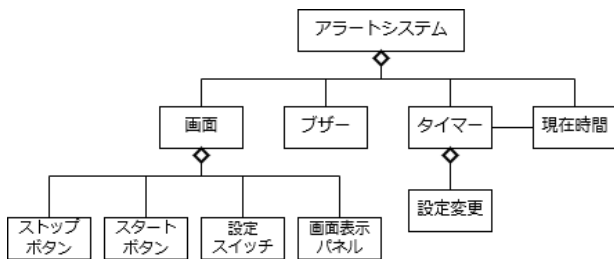 アラートシステム
画面
ブザー
タイマー
現在時間
設定変更
ストップ
ボタン
スタート
ボタン
設定
スイッチ
画面表示
パネル